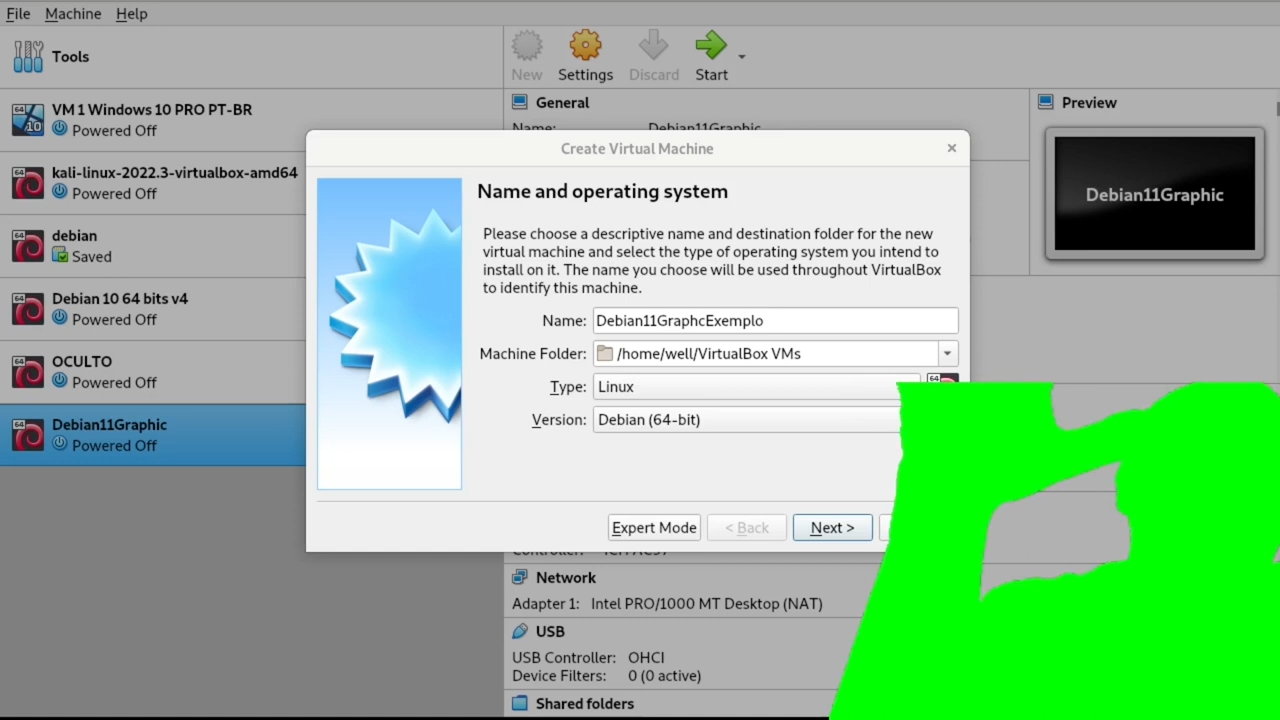 File Machine Help
Tools
New Settings Discard Start
VM 1 Windows 10 PRO PT-BR
Powered Off
kali-linux-2022.3-virtualbox-amd64
Powered Off
debian
Saved
Debian 10 64 bits v4
Powered Off
OCULTO
Powered Off
Debian11Graphic
Powered Off
General
Name: Debian11Graphic
Preview
Debian11Graphic
Create Virtual Machine
Name and operating system
Please choose a descriptive name and destination folder for the new
virtual machine and select the type of operating system you intend to
install on it. The name you choose will be used throughout VirtualBox
to identify this machine.
Name: Debian11GraphcExemplo
Machine Folder: /home/well/VirtualBox VMs
Type: Linux
Version: Debian (64-bit)
Expert Mode < Back Next >
Controller: ICH AC97
Network
Adapter 1: Intel PRO/1000 MT Desktop (NAT)
USB
USB Controller: OHCI
Device Filters: 0 (0 active)
Shared folders